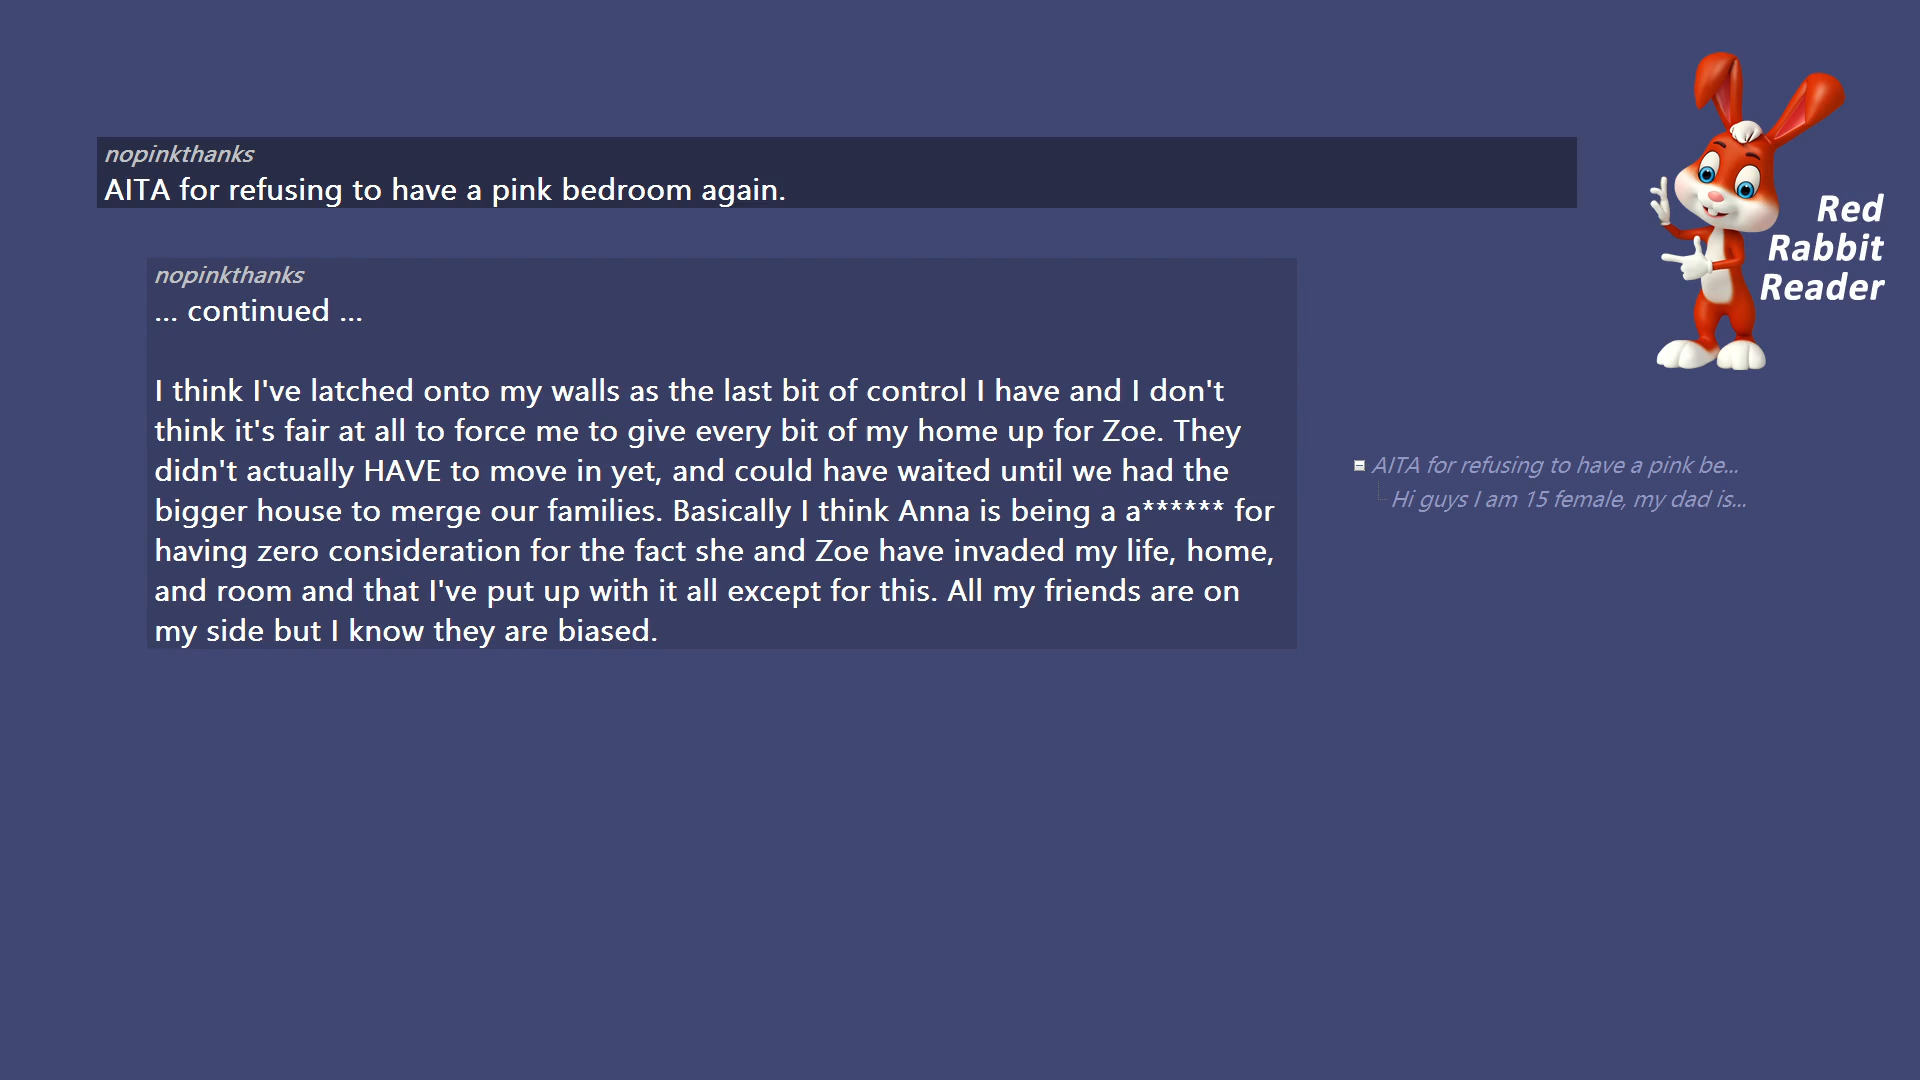 nopinkthanks
AITA for refusing to have a pink bedroom again.
nopinkthanks
... continued ...
I think I've latched onto my walls as the last bit of control I have and I don't
think it's fair at all to force me to give every bit of my home up for Zoe. They
didn't actually HAVE to move in yet, and could have waited until we had the
bigger house to merge our families. Basically I think Anna is being a a****** for
having zero consideration for the fact she and Zoe have invaded my life, home,
and room and that I've put up with it all except for this. All my friends are on
my side but I know they are biased.
Red
Rabbit
Reader
AITA for refusing to have a pink be...
Hi guys I am 15 female, my dad is...